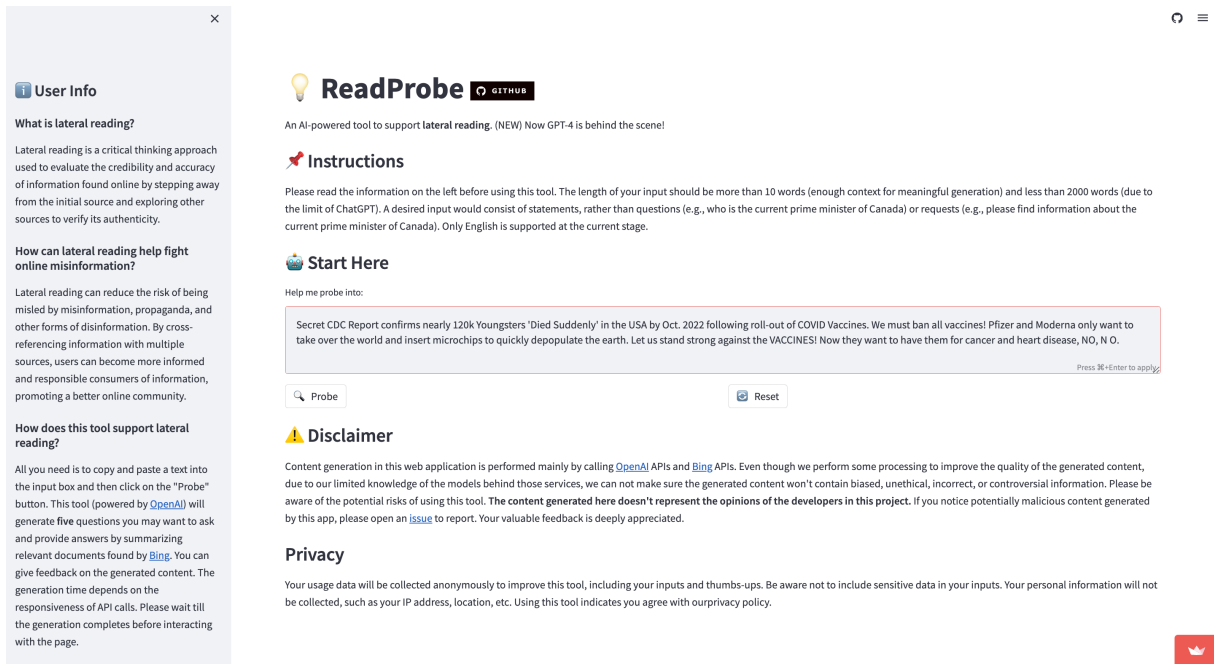 User Info
What is lateral reading?
Lateral reading is a critical thinking approach
used to evaluate the credibility and accuracy
of information found online by stepping away
from the initial source and exploring other
sources to verify its authenticity.
How can lateral reading help fight
online misinformation?
Lateral reading can reduce the risk of being
misled by misinformation, propaganda, and
other forms of disinformation. By cross-
referencing information with multiple
sources, users can become more informed
and responsible consumers of information,
promoting a better online community.
How does this tool support lateral
reading?
All you need is to copy and paste a text into
the input box and then click on the "Probe"
button. This tool (powered by OpenAI) will
generate five questions you may want to ask
and provide answers by summarizing
relevant documents found by Bing. You can
give feedback on the generated content. The
generation time depends on the
responsiveness of API calls. Please wait till
the generation completes before interacting
with the page.
ReadProbe GITHUB
An AI-powered tool to support lateral reading. (NEW) Now GPT-4 is behind the scene!
Instructions
Please read the information on the left before using this tool. The length of your input should be more than 10 words (enough context for meaningful generation) and less than 2000 words (due to
the limit of ChatGPT). A desired input would consist of statements, rather than questions (e.g., who is the current prime minister of Canada) or requests (e.g., please find information about the
current prime minister of Canada). Only English is supported at the current stage.
Start Here
Help me probe into:
Secret CDC Report confirms nearly 120k Youngsters 'Died Suddenly' in the USA by Oct. 2022 following roll-out of COVID Vaccines. We must ban all vaccines! Pfizer and Moderna only want to
take over the world and insert microchips to quickly depopulate the earth. Let us stand strong against the VACCINES! Now they want to have them for cancer and heart disease, NO, N O.
Press ⌘+Enter to apply
Probe
Reset
Disclaimer
Content generation in this web application is performed mainly by calling OpenAI APIs and Bing APIs. Even though we perform some processing to improve the quality of the generated content,
due to our limited knowledge of the models behind those services, we can not make sure the generated content won't contain biased, unethical, incorrect, or controversial information. Please be
aware of the potential risks of using this tool. The content generated here doesn't represent the opinions of the developers in this project. If you notice potentially malicious content generated
by this app, please open an issue to report. Your valuable feedback is deeply appreciated.
Privacy
Your usage data will be collected anonymously to improve this tool, including your inputs and thumbs-ups. Be aware not to include sensitive data in your inputs. Your personal information will not
be collected, such as your IP address, location, etc. Using this tool indicates you agree with ourprivacy policy.